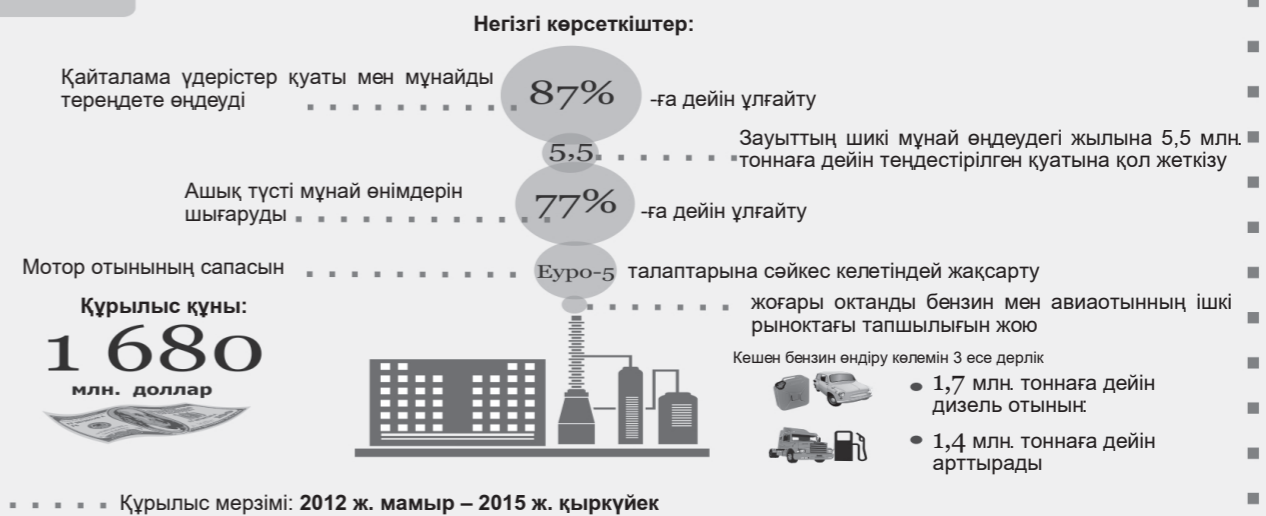 Негізгі көрсеткіштер:
Қайталама үдерістер қуаты мен мұнайды
тереңдете өңдеуді
87%
-ға дейін ұлғайту
5,5
Зауыттың шикі мұнай өңдеудегі жылына 5,5 млн.
тоннаға дейін теңдестірілген қуатына қол жеткізу
Ашық түсті мұнай өнімдерін
шығаруды
77%
-ға дейін ұлғайту
Мотор отынының сапасын
Еуро-5
талаптарына сәйкес келетіндей жақсарту
жоғары октанды бензин мен авиаотынның ішкі
рыноктағы тапшылығын жою
Құрылыс құны:
1 680
млн. доллар
Кешен бензин өндіру көлемін 3 есе дерлік
• 1,7 млн. тоннаға дейін
дизель отынын:
• 1,4 млн. тоннаға дейін
арттырады
Құрылыс мерзімі: 2012 ж. мамыр – 2015 ж. қыркүйек